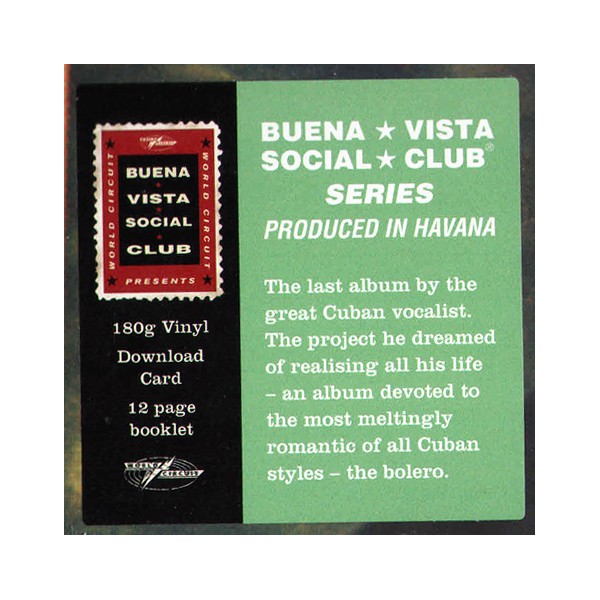 WORLD CIRCUIT
WORLD CIRCUIT
BUENA
VISTA
SOCIAL
CLUB
PRESENTS
180g Vinyl
Download
Card
12 page
booklet
WORLD
CIRCUIT
BUENA ★ VISTA
SOCIAL ★ CLUB®
SERIES
PRODUCED IN HAVANA
The last album by the
great Cuban vocalist.
The project he dreamed
of realising all his life
– an album devoted to
the most meltingly
romantic of all Cuban
styles – the bolero.